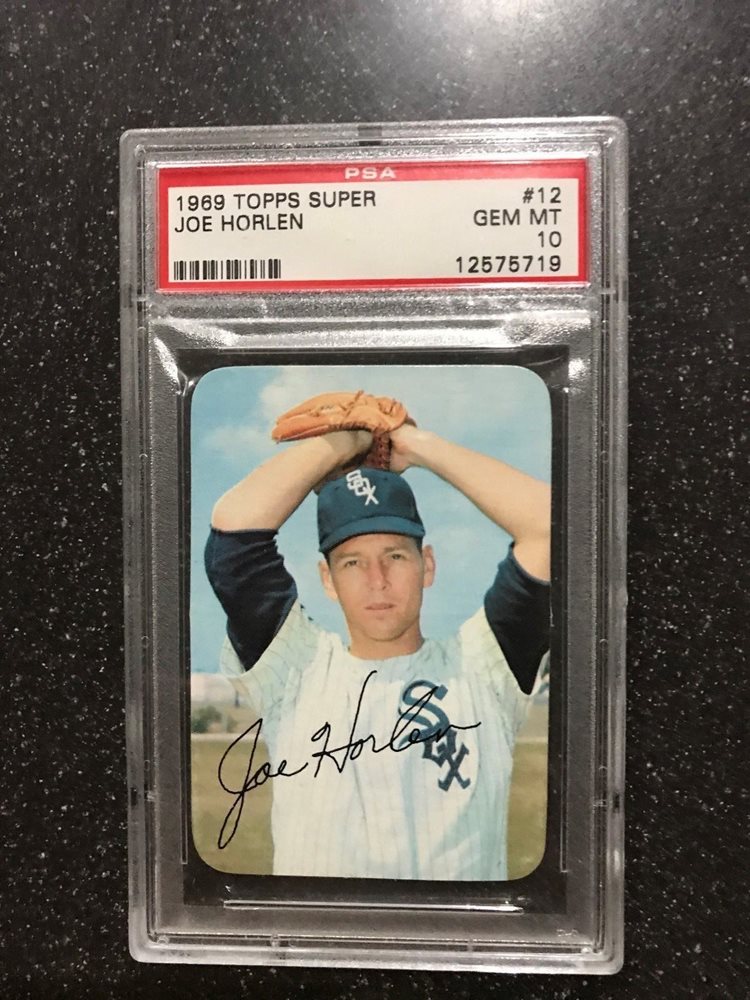 PSA
1969 TOPPS SUPER #12
JOE HORLEN GEM MT
10
12575719
SOX
Joe Horlen
SOX